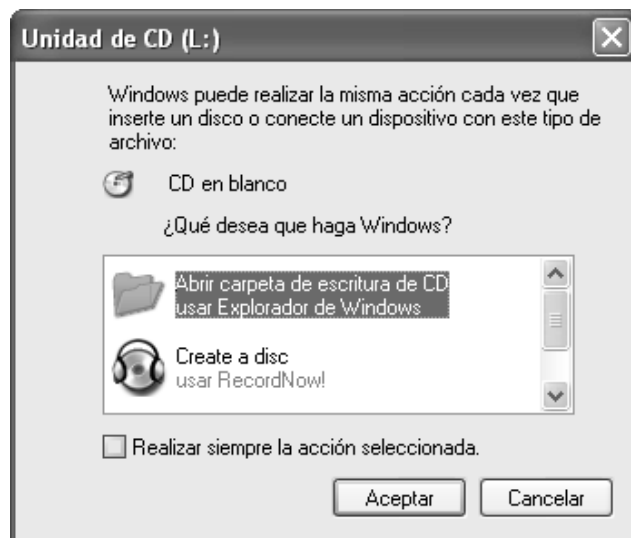 Unidad de CD (L:)
Windows puede realizar la misma acción cada vez que
inserte un disco o conecte un dispositivo con este tipo de
archivo:
CD en blanco
¿Qué desea que haga Windows?
Abrir carpeta de escritura de CD
usar Explorador de Windows
Create a disc
usar RecordNow!
Realizar siempre la acción seleccionada.
Aceptar
Cancelar